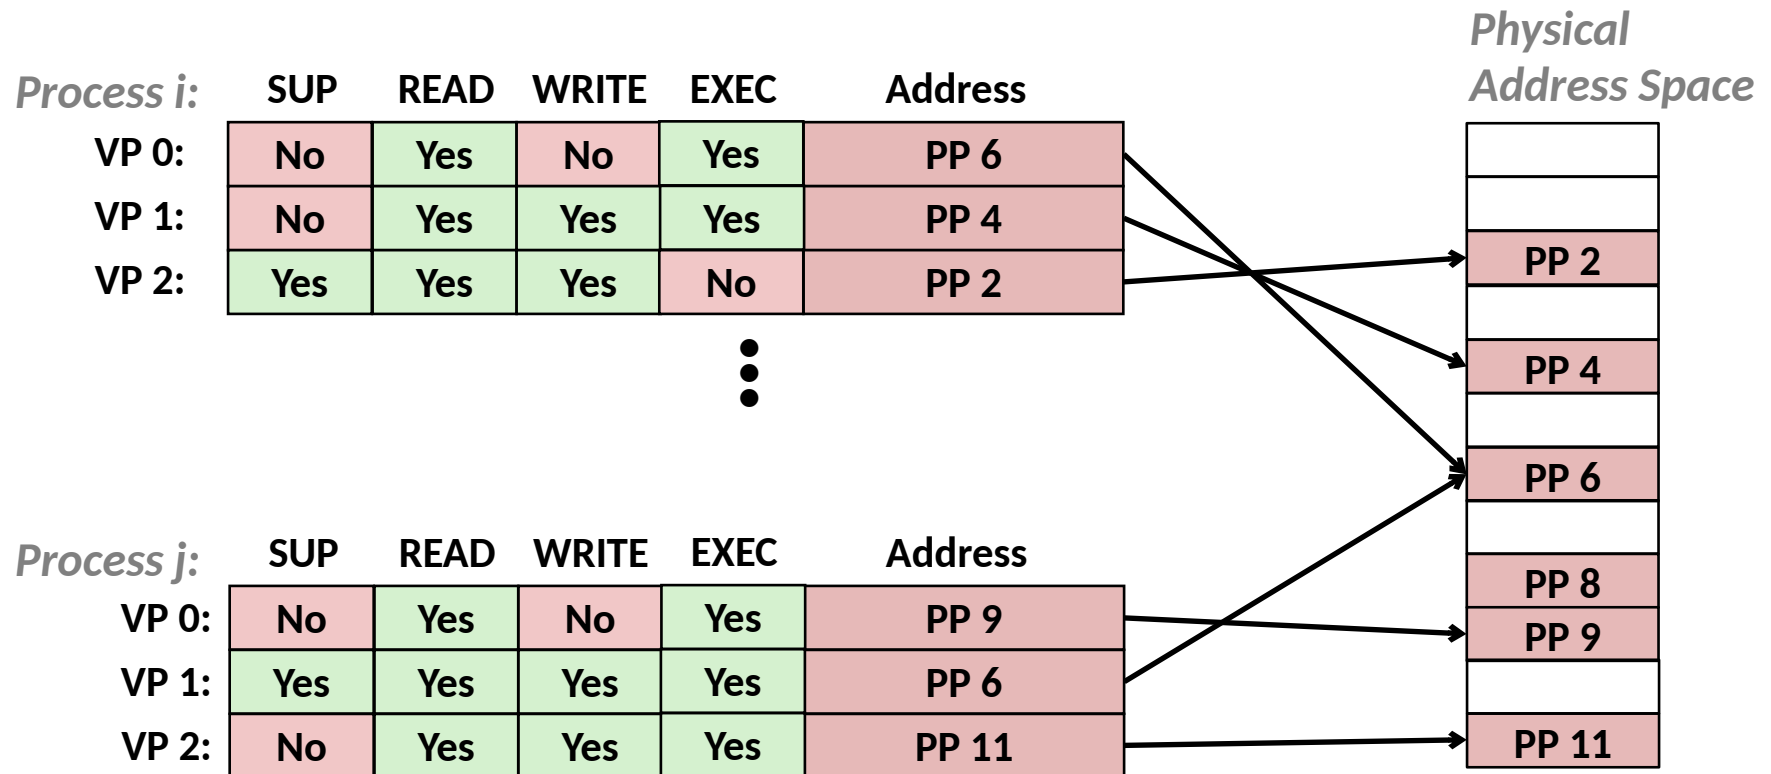 Physical
Address Space
Process i: SUP READ WRITE EXEC Address
VP 0: No Yes No Yes PP 6
VP 1: No Yes Yes Yes PP 4
VP 2: Yes Yes Yes No PP 2
PP 2
PP 4
PP 6
PP 8
PP 9
PP 11
Process j: SUP READ WRITE EXEC Address
VP 0: No Yes No Yes PP 9
VP 1: Yes Yes Yes Yes PP 6
VP 2: No Yes Yes Yes PP 11